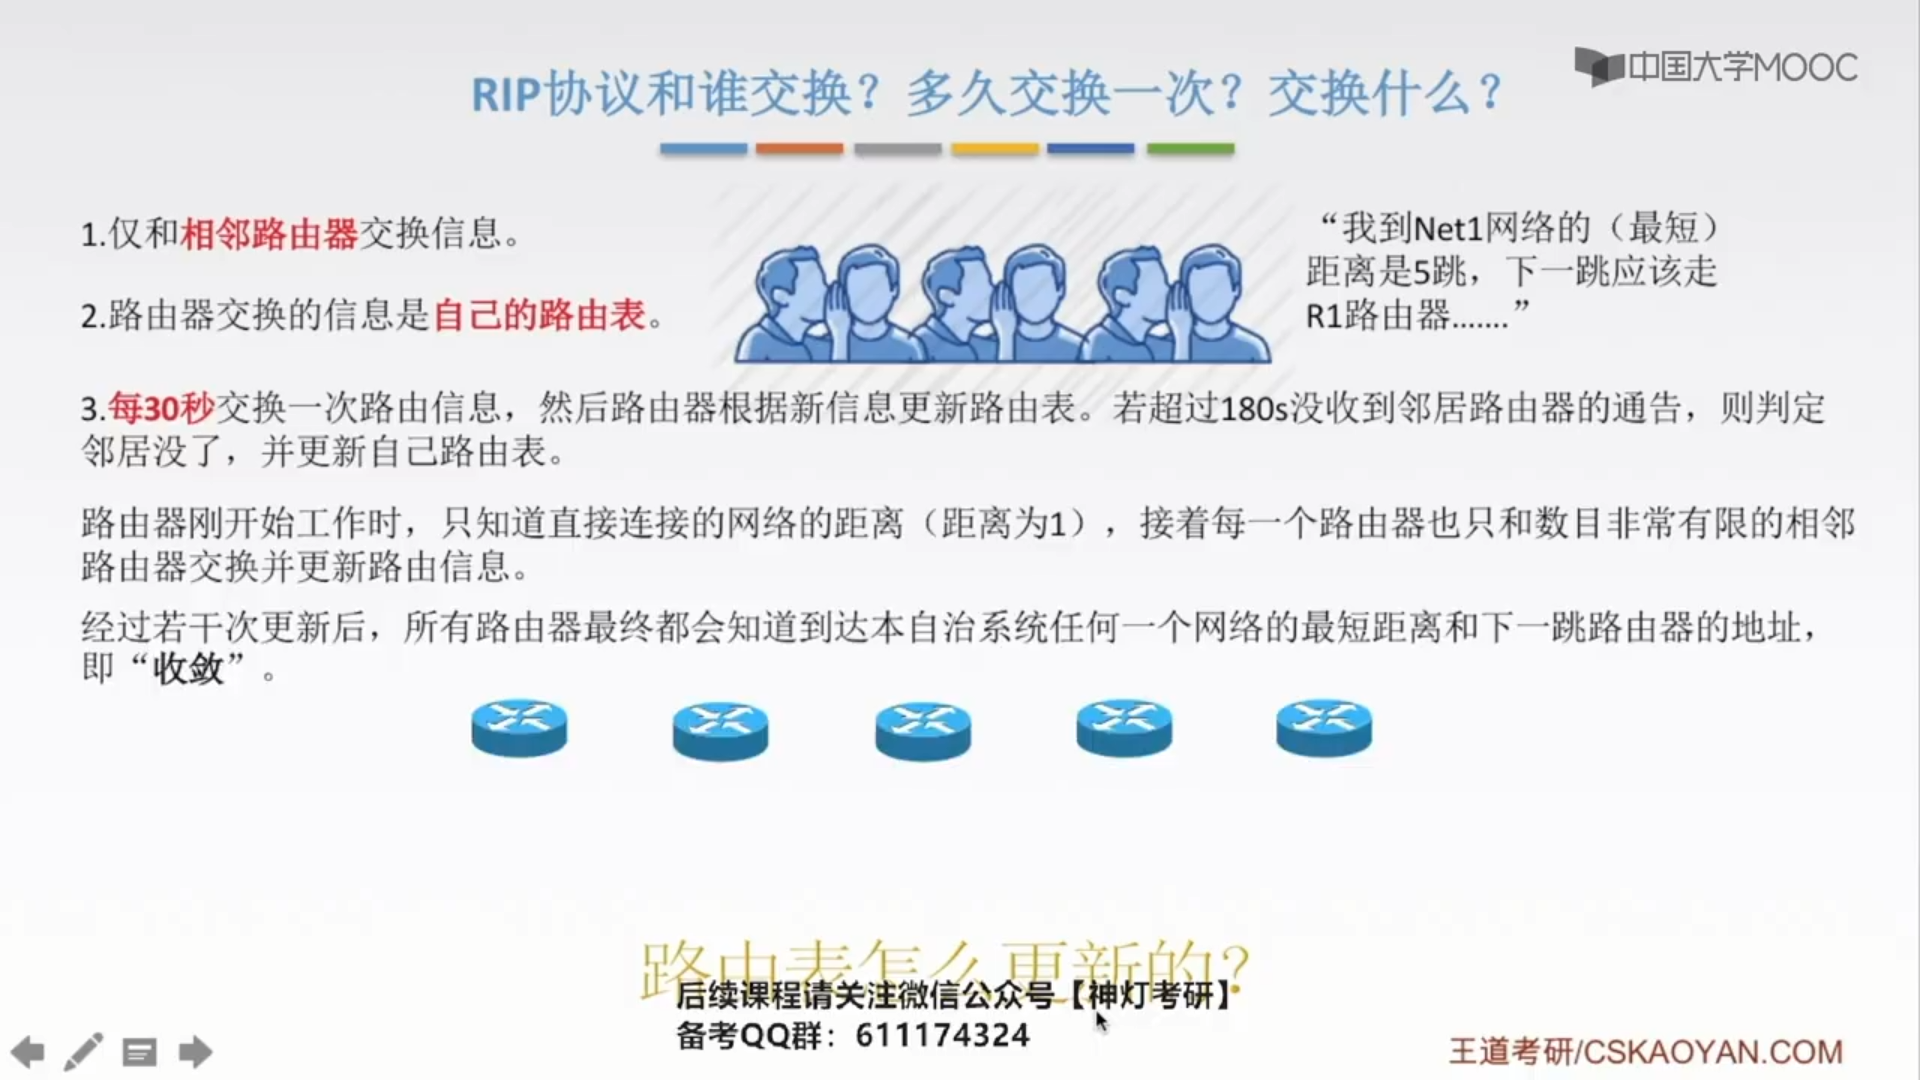 中国大学MOOC
RIP协议和谁交换？多久交换一次？交换什么？
1.仅和相邻路由器交换信息。
2.路由器交换的信息是自己的路由表。
“我到Net1网络的（最短）
距离是5跳，下一跳应该走
R1路由器…….”
3.每30秒交换一次路由信息，然后路由器根据新信息更新路由表。若超过180s没收到邻居路由器的通告，则判定
邻居没了，并更新自己路由表。
路由器刚开始工作时，只知道直接连接的网络的距离（距离为1），接着每一个路由器也只和数目非常有限的相邻
路由器交换并更新路由信息。
经过若干次更新后，所有路由器最终都会知道到达本自治系统任何一个网络的最短距离和下一跳路由器的地址，
即“收敛”。
路由表怎么更新的？
后续课程请关注微信公众号【神灯考研】
备考QQ群：611174324
王道考研/CSKAOYAN.COM